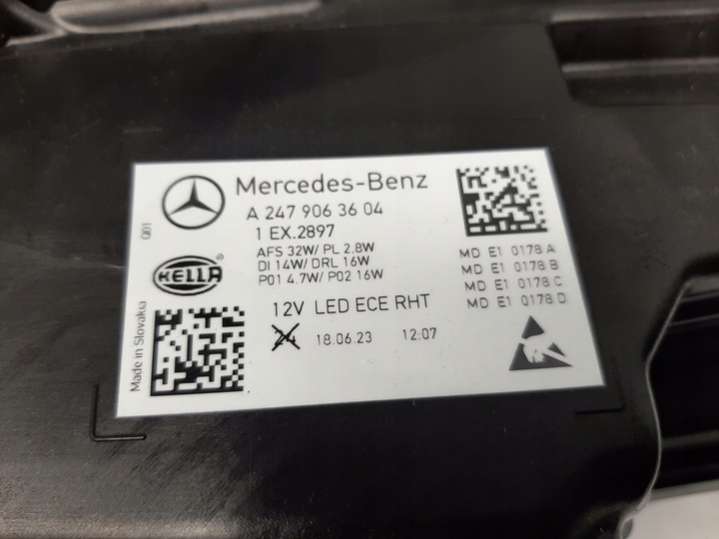 Mercedes-Benz
A 247 906 36 04
1 EX.2897
AFS 32W/ PL 2.8W
DI 14W/ DRL 16W
P01 4.7W/ P02 16W
12V LED ECE RHT
24 18.06.23 12:07
MD E1 0178 A
MD E1 0178 B
MD E1 0178 C
MD E1 0178 D
HELLA ®
Made in Slovakia
Q01